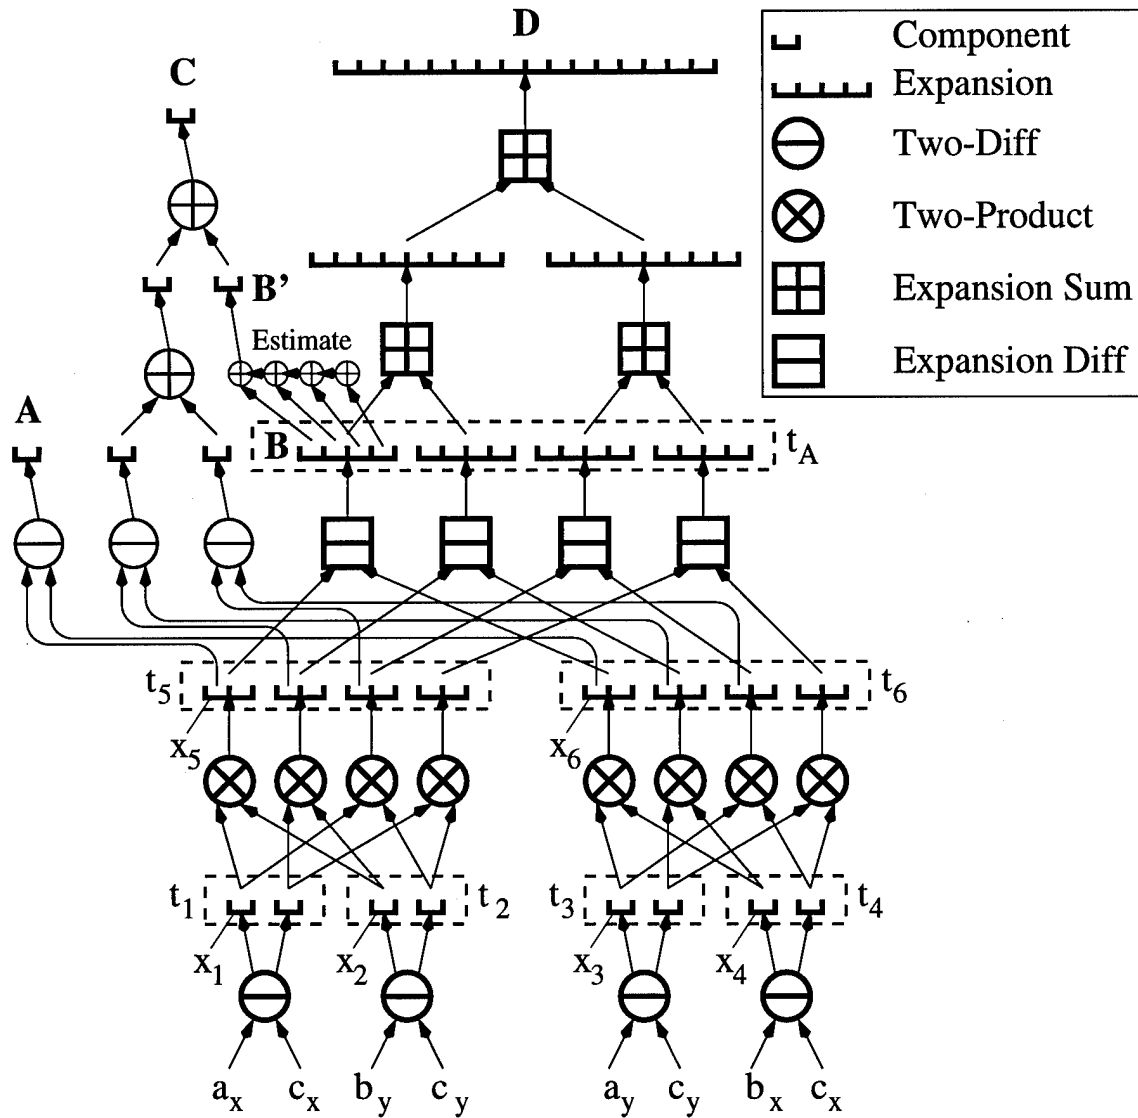 D
C
B'
Estimate
A
B
t_A
t_5
t_6
x_5
x_6
t_1
t_2
t_3
t_4
x_1
x_2
x_3
x_4
a_x c_x b_y c_y a_y c_y b_x c_x
Component
Expansion
Two-Diff
Two-Product
Expansion Sum
Expansion Diff